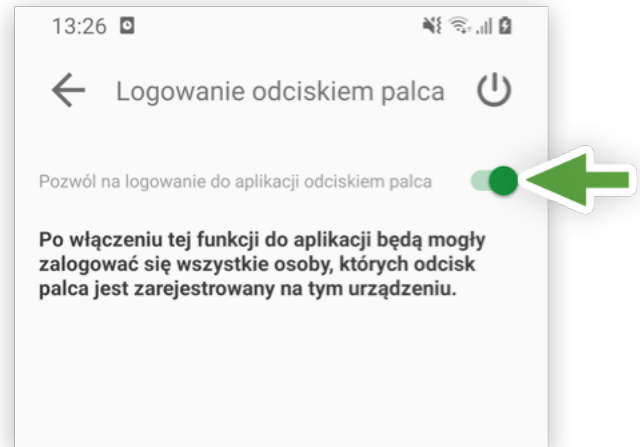 13:26
Logowanie odciskiem palca
Pozwól na logowanie do aplikacji odciskiem palca
Po włączeniu tej funkcji do aplikacji będą mogły
zalogować się wszystkie osoby, których odcisk
palca jest zarejestrowany na tym urządzeniu.